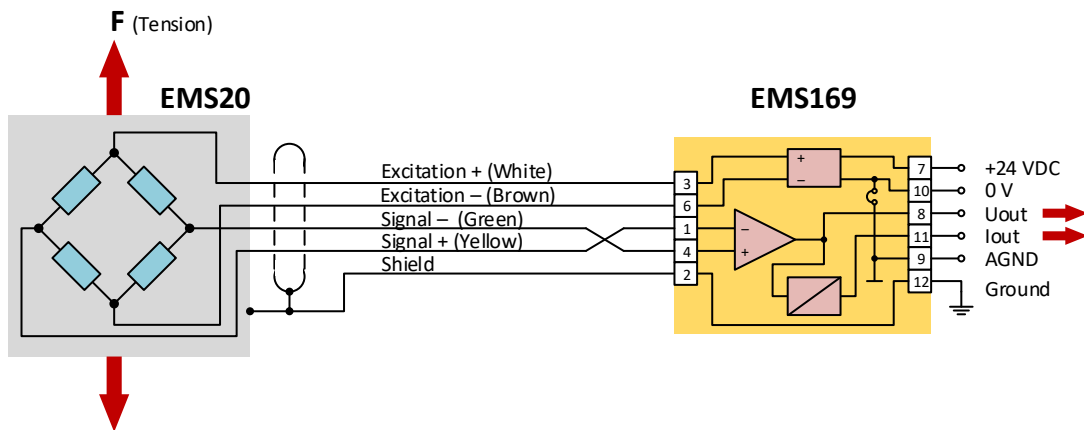 F (Tension)
EMS20
EMS169
Excitation + (White)
Excitation – (Brown)
Signal – (Green)
Signal + (Yellow)
Shield
3
6
1
4
2
+
–
–
+
7
10
8
11
9
12
+24 VDC
0 V
Uout
Iout
AGND
Ground